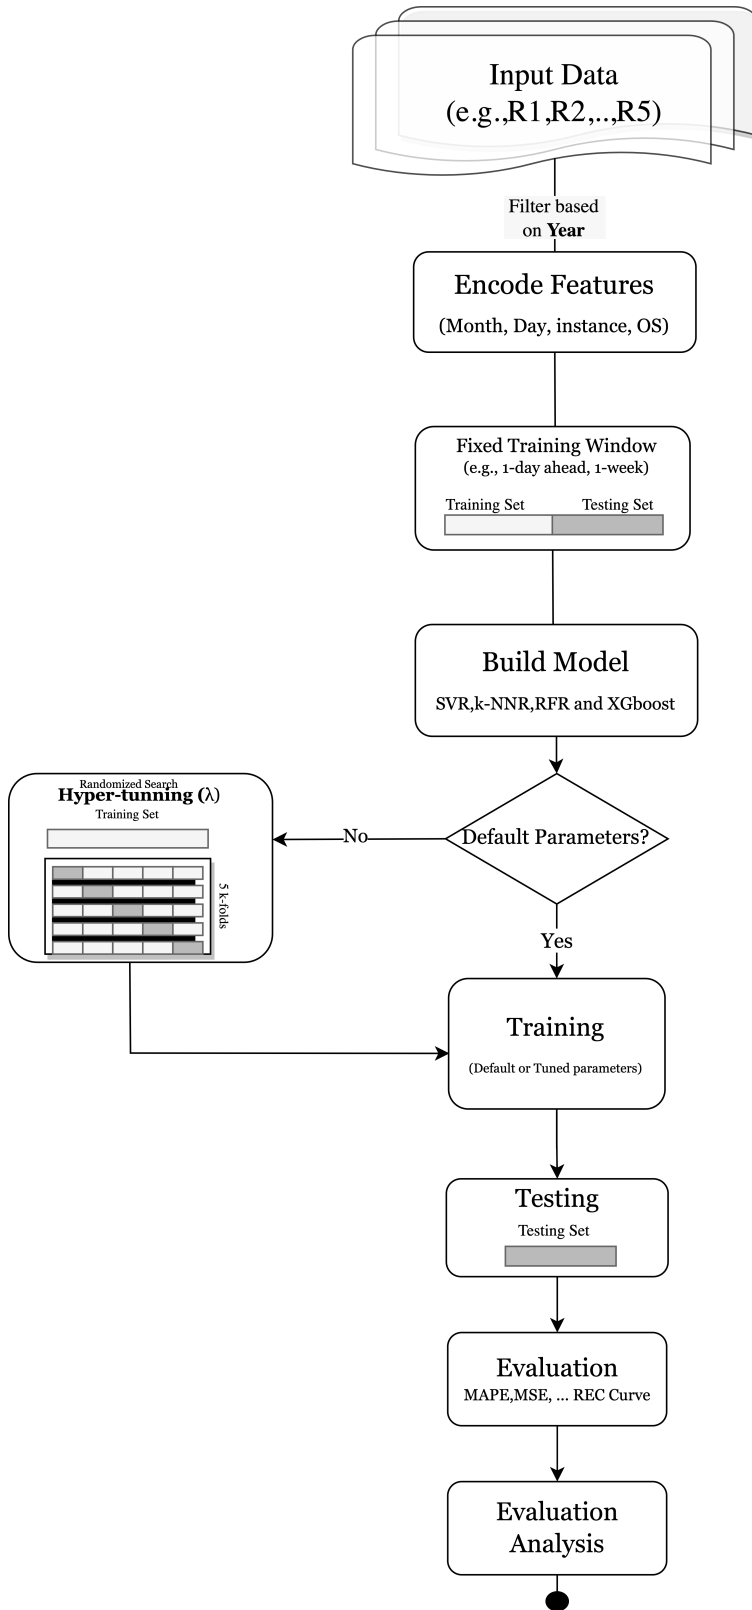 Input Data
(e.g.,R1,R2,..,R5)
Filter based
on Year
Encode Features
(Month, Day, instance, OS)
Fixed Training Window
(e.g., 1-day ahead, 1-week)
Training Set Testing Set
Build Model
SVR,k-NNR,RFR and XGboost
Default Parameters?
No
Randomized Search
Hyper-tunning (λ)
Training Set
5 k-folds
Yes
Training
(Default or Tuned parameters)
Testing
Testing Set
Evaluation
MAPE,MSE, ... REC Curve
Evaluation
Analysis